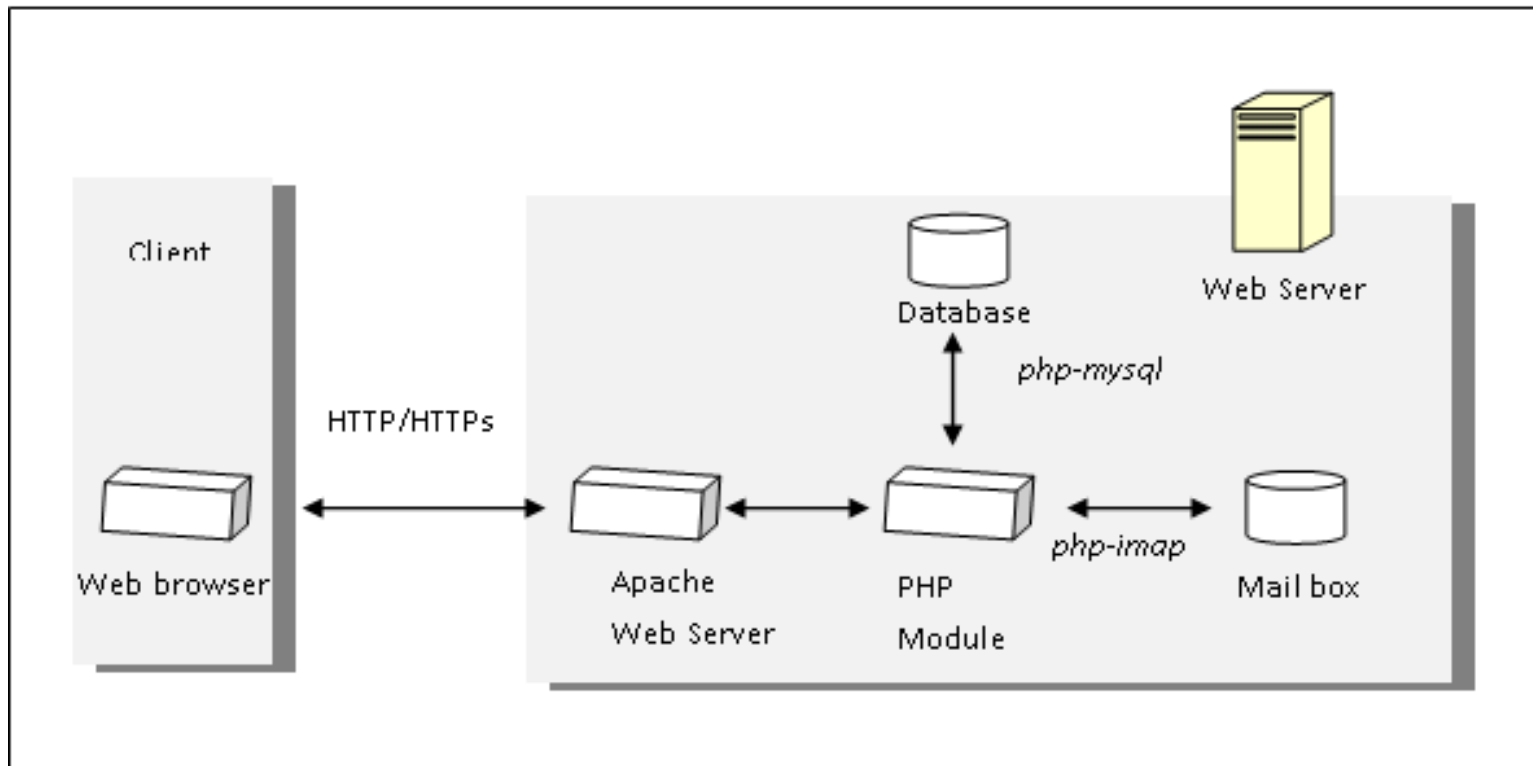 Client
Web Server
Database
php-mysql
HTTP/HTTPs
php-imap
Web browser
Apache
Web Server
PHP
Module
Mail box